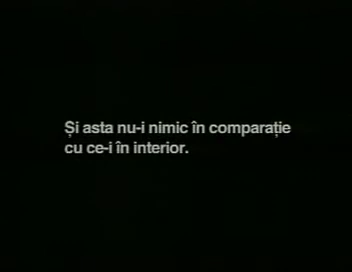 Și asta nu-i nimic în comparație
cu ce-i în interior.